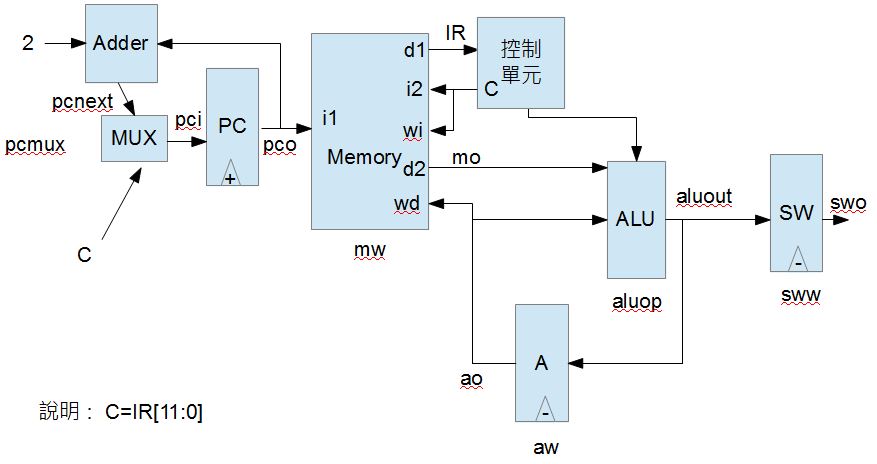 2
Adder
pcnext
pcmux
MUX
pci
PC
+
pco
C
i1
Memory
d1
i2
wi
d2
wd
mw
IR
控制
單元
C
mo
ALU
aluop
aluout
SW
-
swo
sww
A
-
ao
aw
說明： C=IR[11:0]